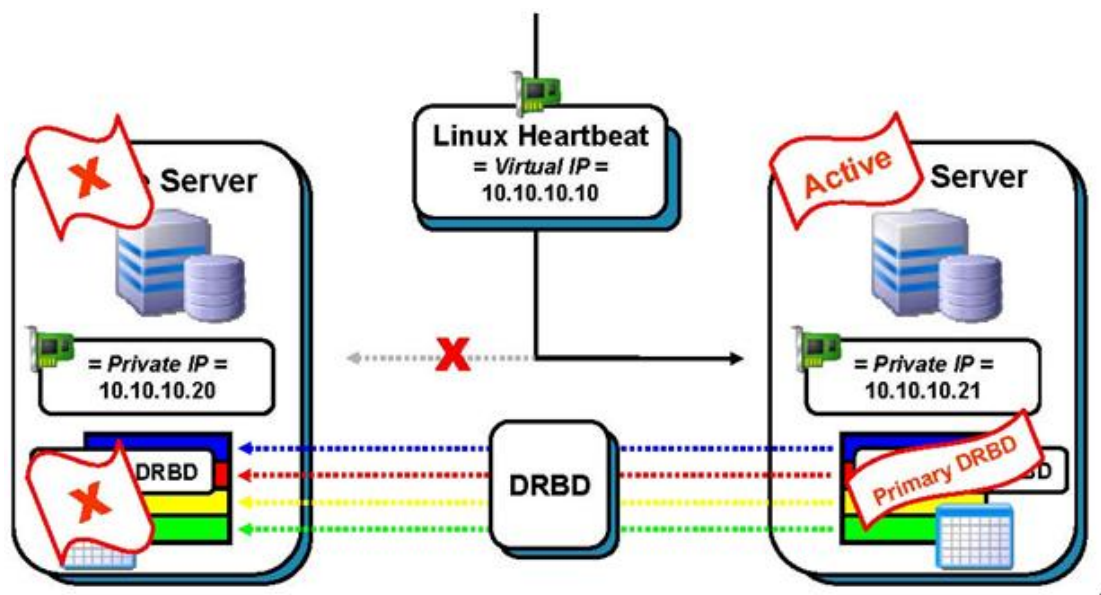 Linux Heartbeat
= Virtual IP =
10.10.10.10
X
Server
= Private IP =
10.10.10.20
DRBD
X
X
DRBD
Active
Server
= Private IP =
10.10.10.21
Primary DRBD